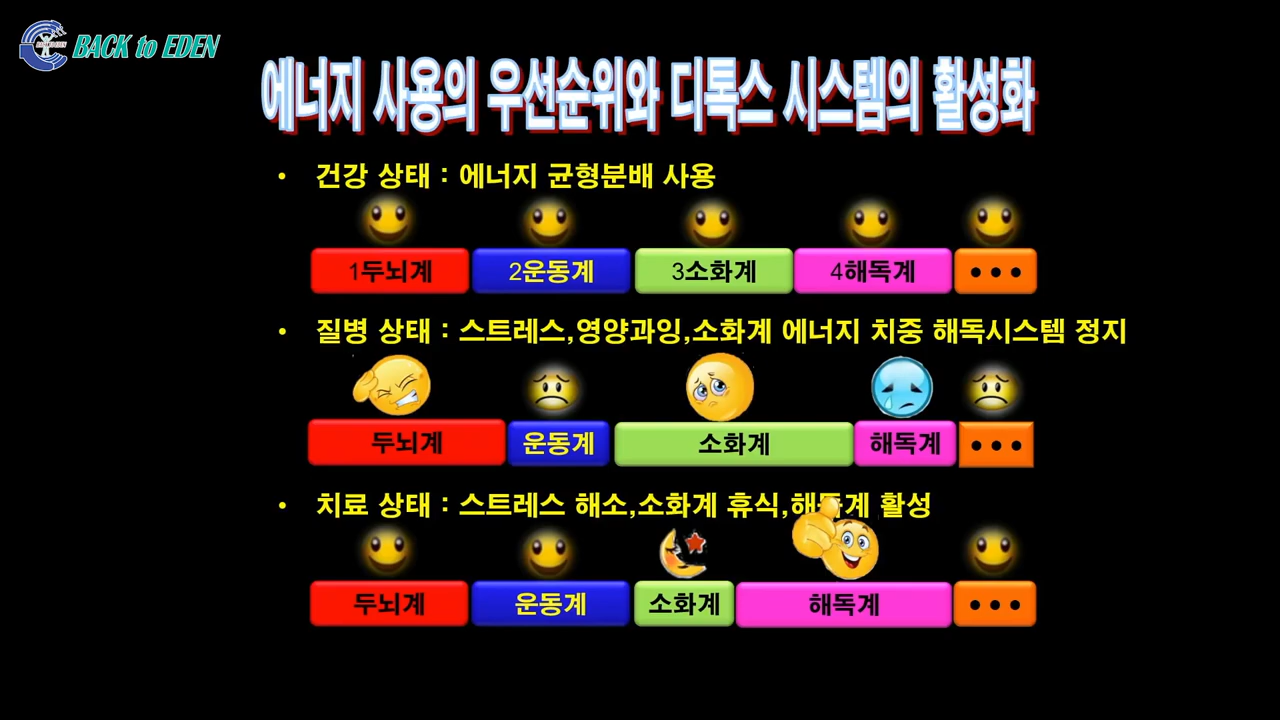 BACK to EDEN
에너지 사용의 우선순위와 디톡스 시스템의 활성화
• 건강 상태 : 에너지 균형분배 사용
1두뇌계 2운동계 3소화계 4해독계 •••
• 질병 상태 : 스트레스,영양과잉,소화계 에너지 치중 해독시스템 정지
두뇌계 운동계 소화계 해독계 •••
• 치료 상태 : 스트레스 해소,소화계 휴식,해독계 활성
두뇌계 운동계 소화계 해독계 •••